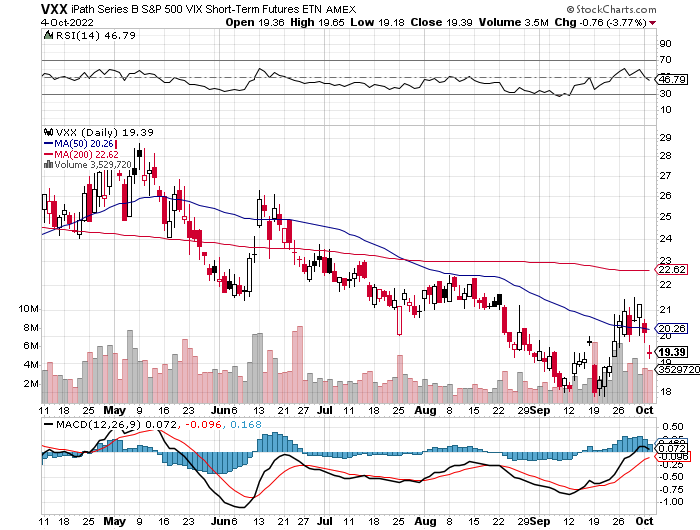 VXX iPath Series B S&P 500 VIX Short-Term Futures ETN AMEX © StockCharts.com
4-Oct-2022 Open 19.36 High 19.65 Low 19.18 Close 19.39 Volume 3.5M Chg -0.76 (-3.77%)
RSI(14) 46.79
90
70
46.79
30
10
VXX (Daily) 19.39
MA(50) 20.26
MA(200) 22.62
Volume 3,529,720
29
28
27
26
25
24
23
22.62
22
21
20.26
19.39
19
3529720
18
10M
8M
6M
4M
2M
11 18 25 May 9 16 23 Jun 6 13 21 27 Jul 11 18 25 Aug 8 15 22 29 Sep 12 19 26 Oct
MACD(12,26,9) 0.072, -0.096, 0.168
0.50
0.25
0.072
-0.096
-0.25
-0.50
-0.75
-1.00
11 18 25 May 9 16 23 Jun 6 13 21 27 Jul 11 18 25 Aug 8 15 22 29 Sep 12 19 26 Oct